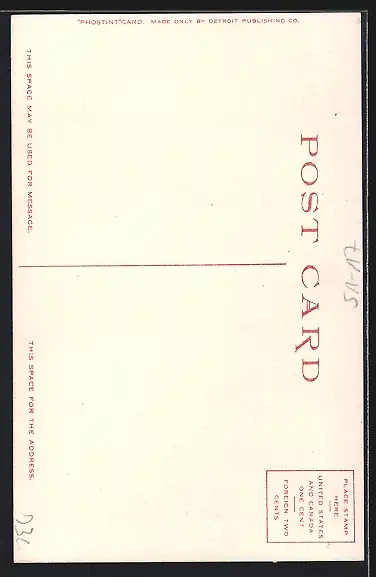 "PHOSTINT" CARD. MADE ONLY BY DETROIT PUBLISHING CO.
POST CARD
THIS SPACE MAY BE USED FOR MESSAGE.
THIS SPACE FOR THE ADDRESS.
PLACE STAMP
HERE
UNITED STATES
AND CANADA
ONE CENT
FOREIGN TWO
CENTS